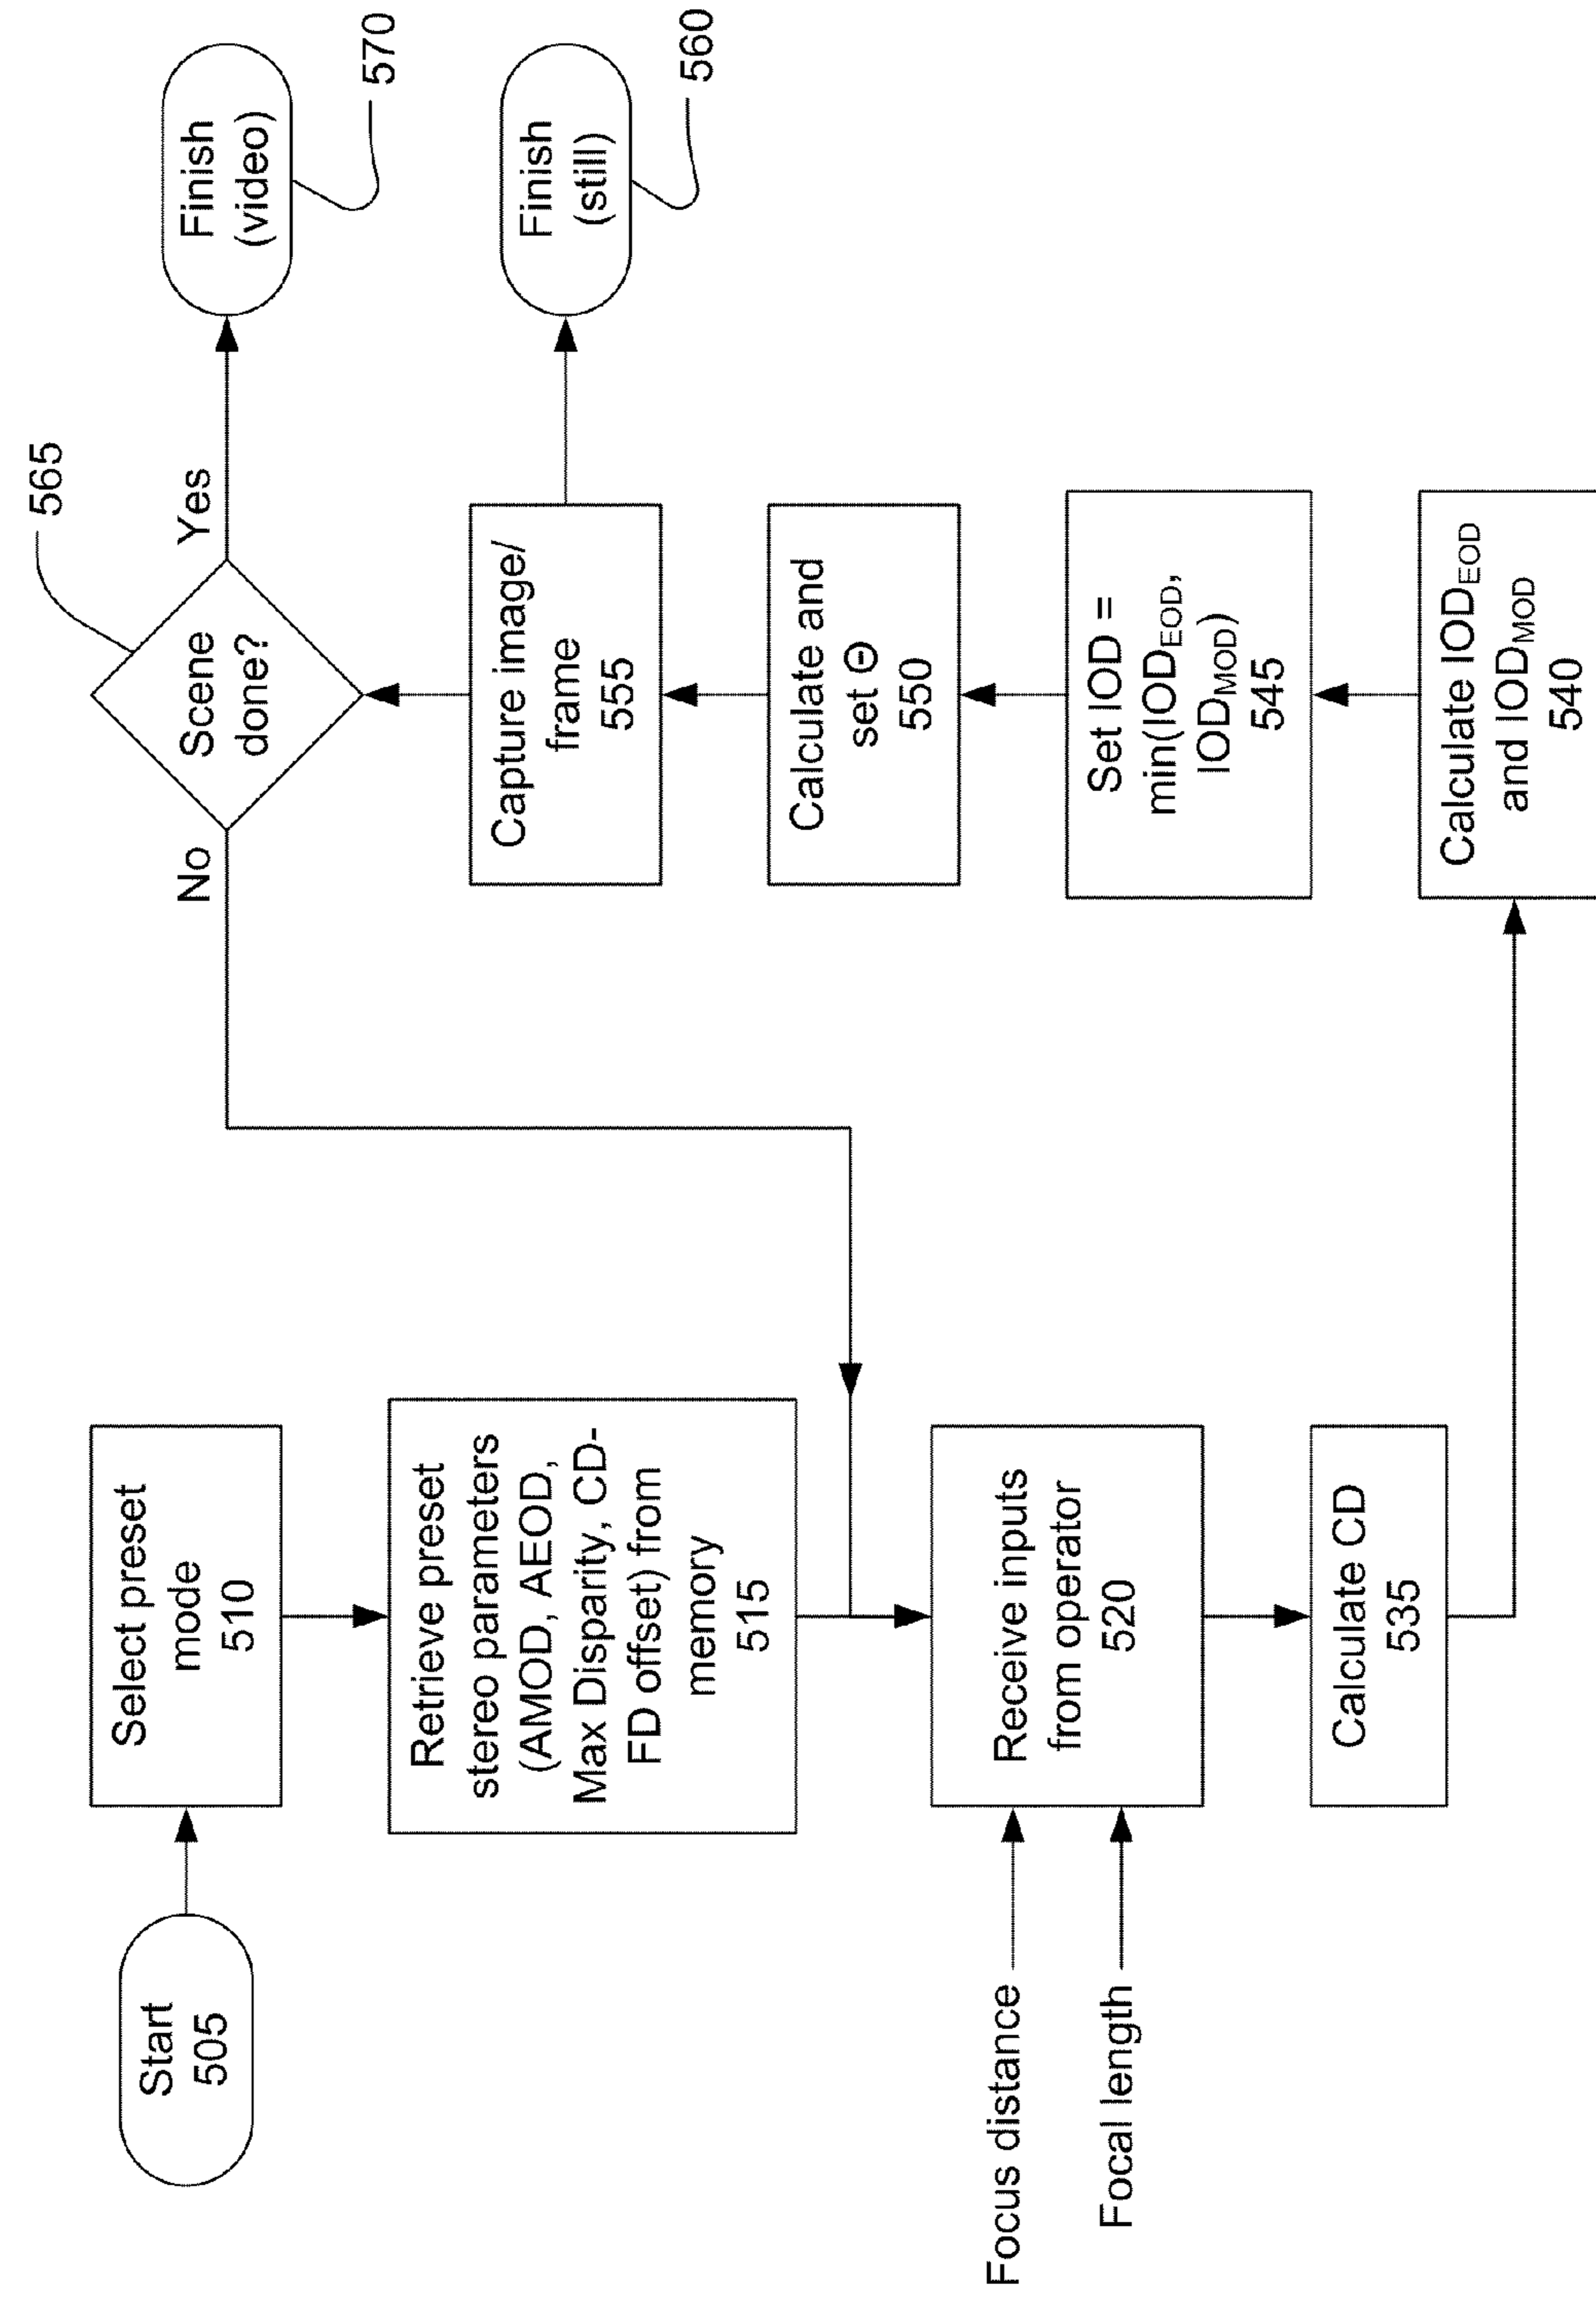 Start
505
Select preset
mode
510
Retrieve preset
stereo parameters
(AMOD, AEOD,
Max Disparity, CD-
FD offset) from
memory
515
Focus distance
Focal length
Receive inputs
from operator
520
Calculate CD
535
Calculate IOD_EOD
and IOD_MOD
540
Set IOD =
min(IOD_EOD,
IOD_MOD)
545
Calculate and
set Θ
550
Capture image/
frame
555
Finish
(still)
560
Scene
done?
565
No
Yes
Finish
(video)
570